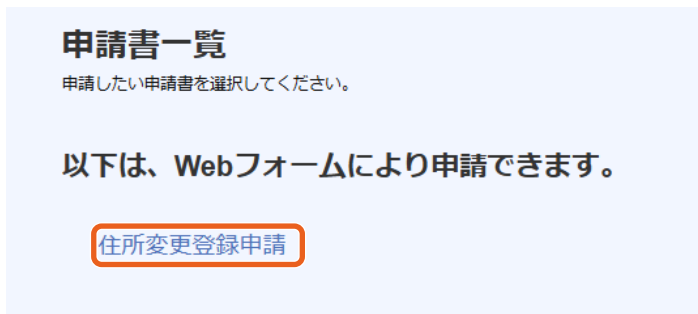 申請書一覧
申請したい申請書を選択してください。
以下は、Webフォームにより申請できます。
住所変更登録申請